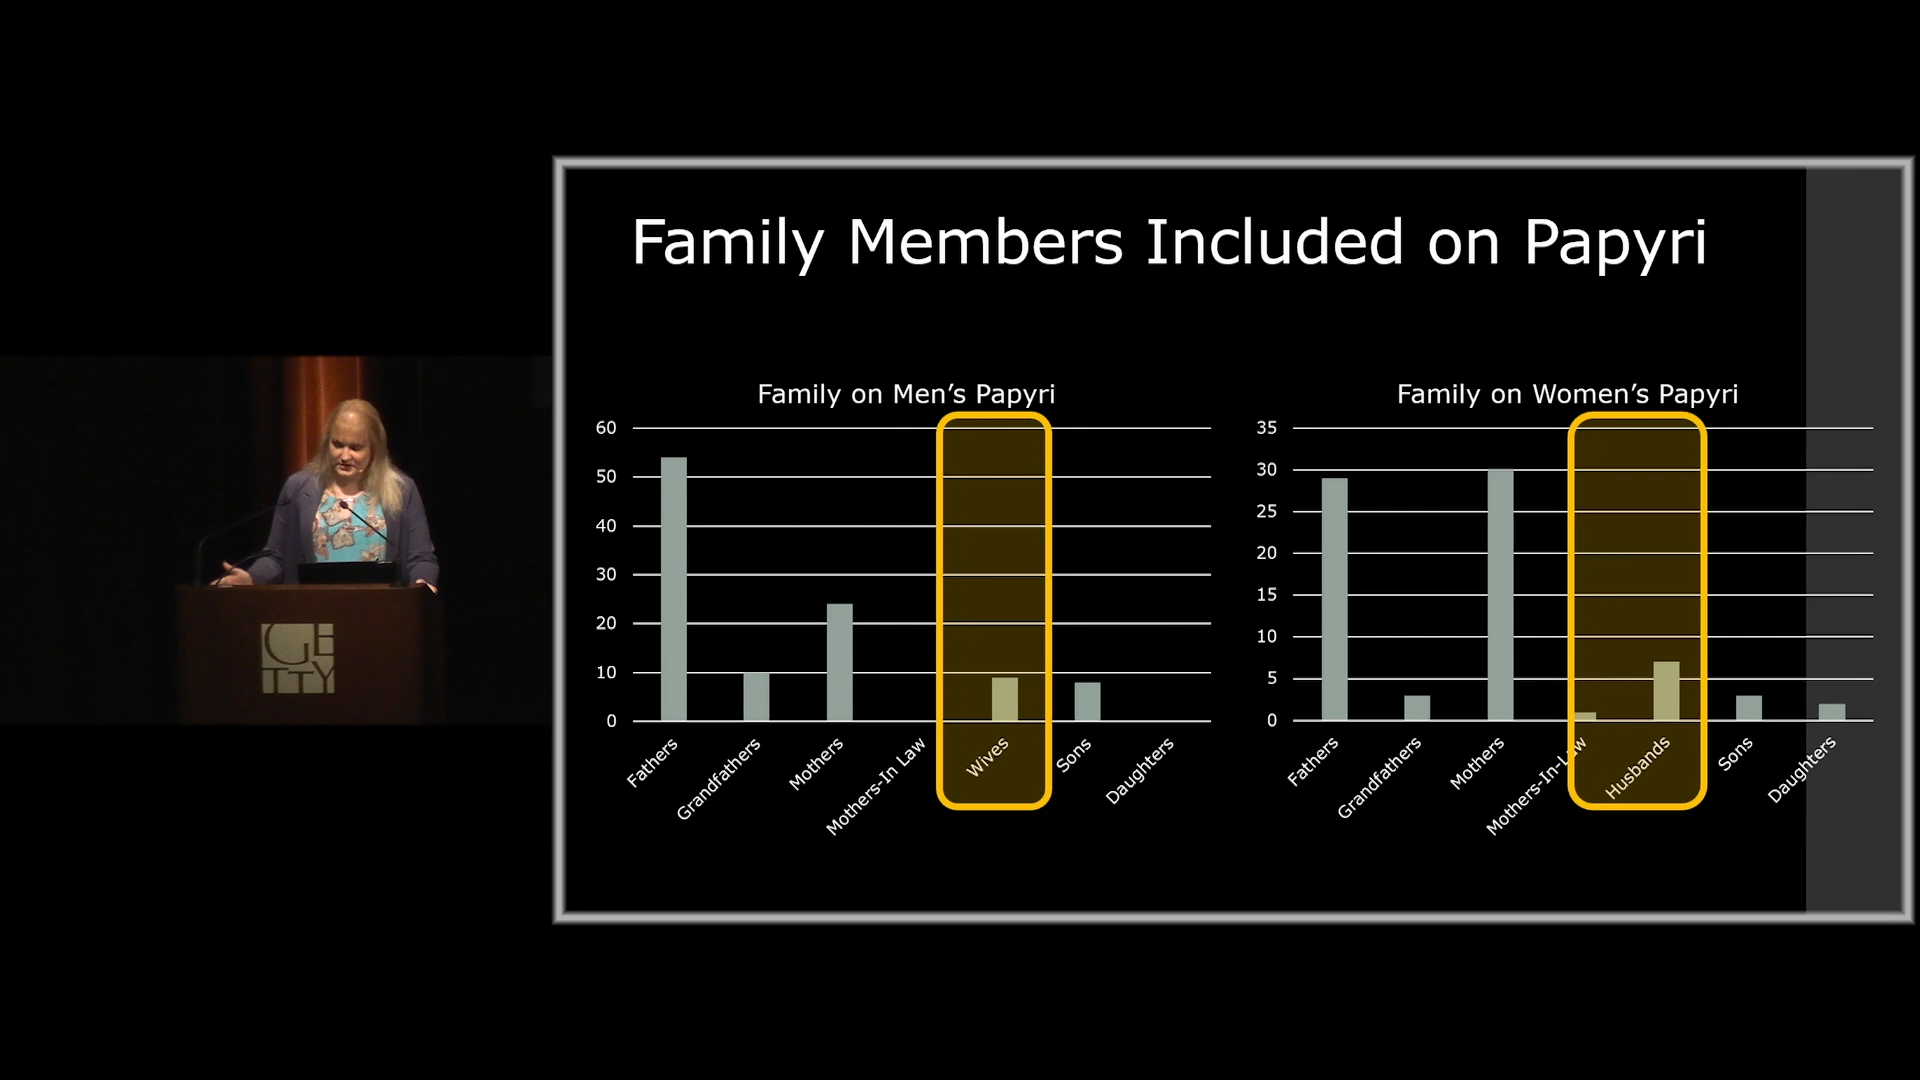 GETTY
Family Members Included on Papyri
Family on Men’s Papyri
60
50
40
30
20
10
0
Fathers
Grandfathers
Mothers
Mothers-In Law
Wives
Sons
Daughters
Family on Women’s Papyri
35
30
25
20
15
10
5
0
Fathers
Grandfathers
Mothers
Mothers-In-Law
Husbands
Sons
Daughters